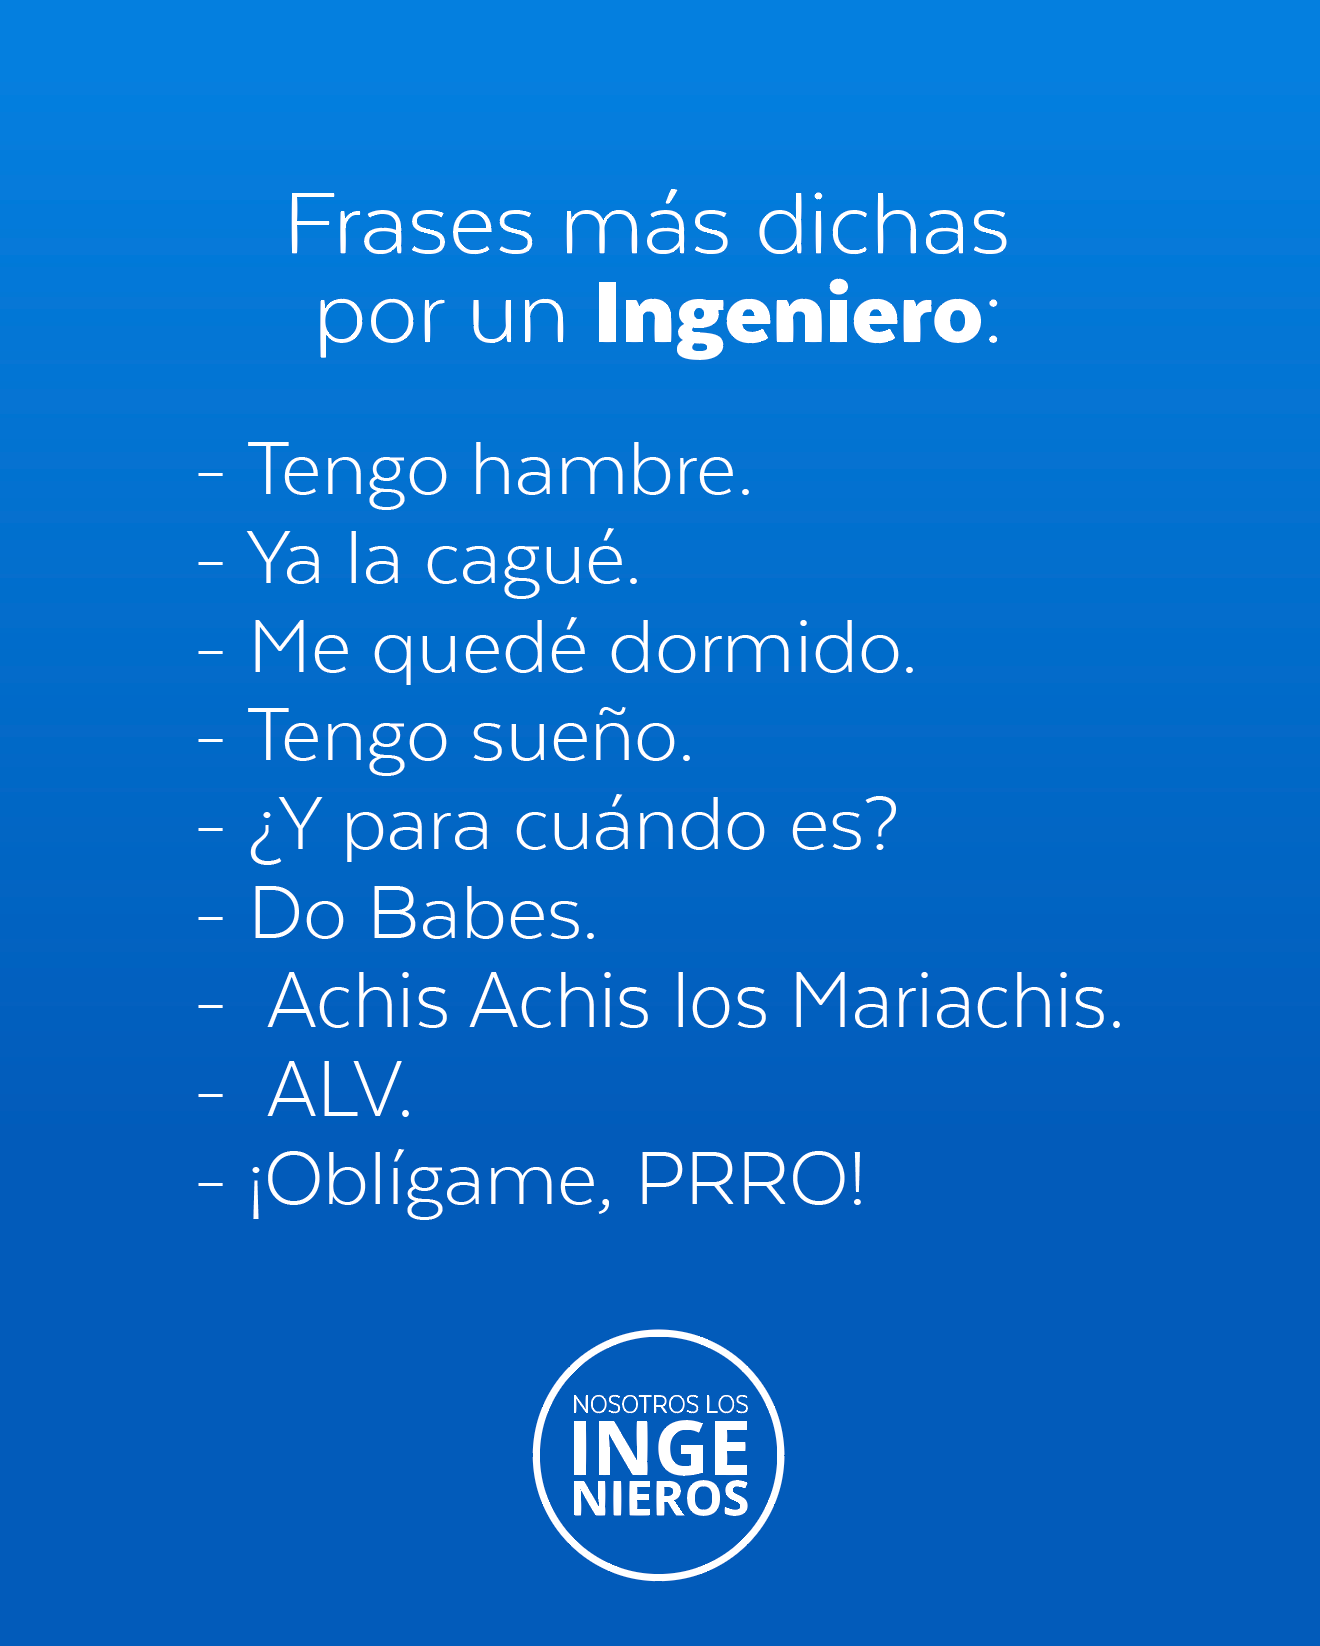 Frases más dichas
por un Ingeniero:
- Tengo hambre.
- Ya la cagué.
- Me quedé dormido.
- Tengo sueño.
- ¿Y para cuándo es?
- Do Babes.
- Achis Achis los Mariachis.
- ALV.
- ¡Oblígame, PRRO!
NOSOTROS LOS
INGE
NIEROS